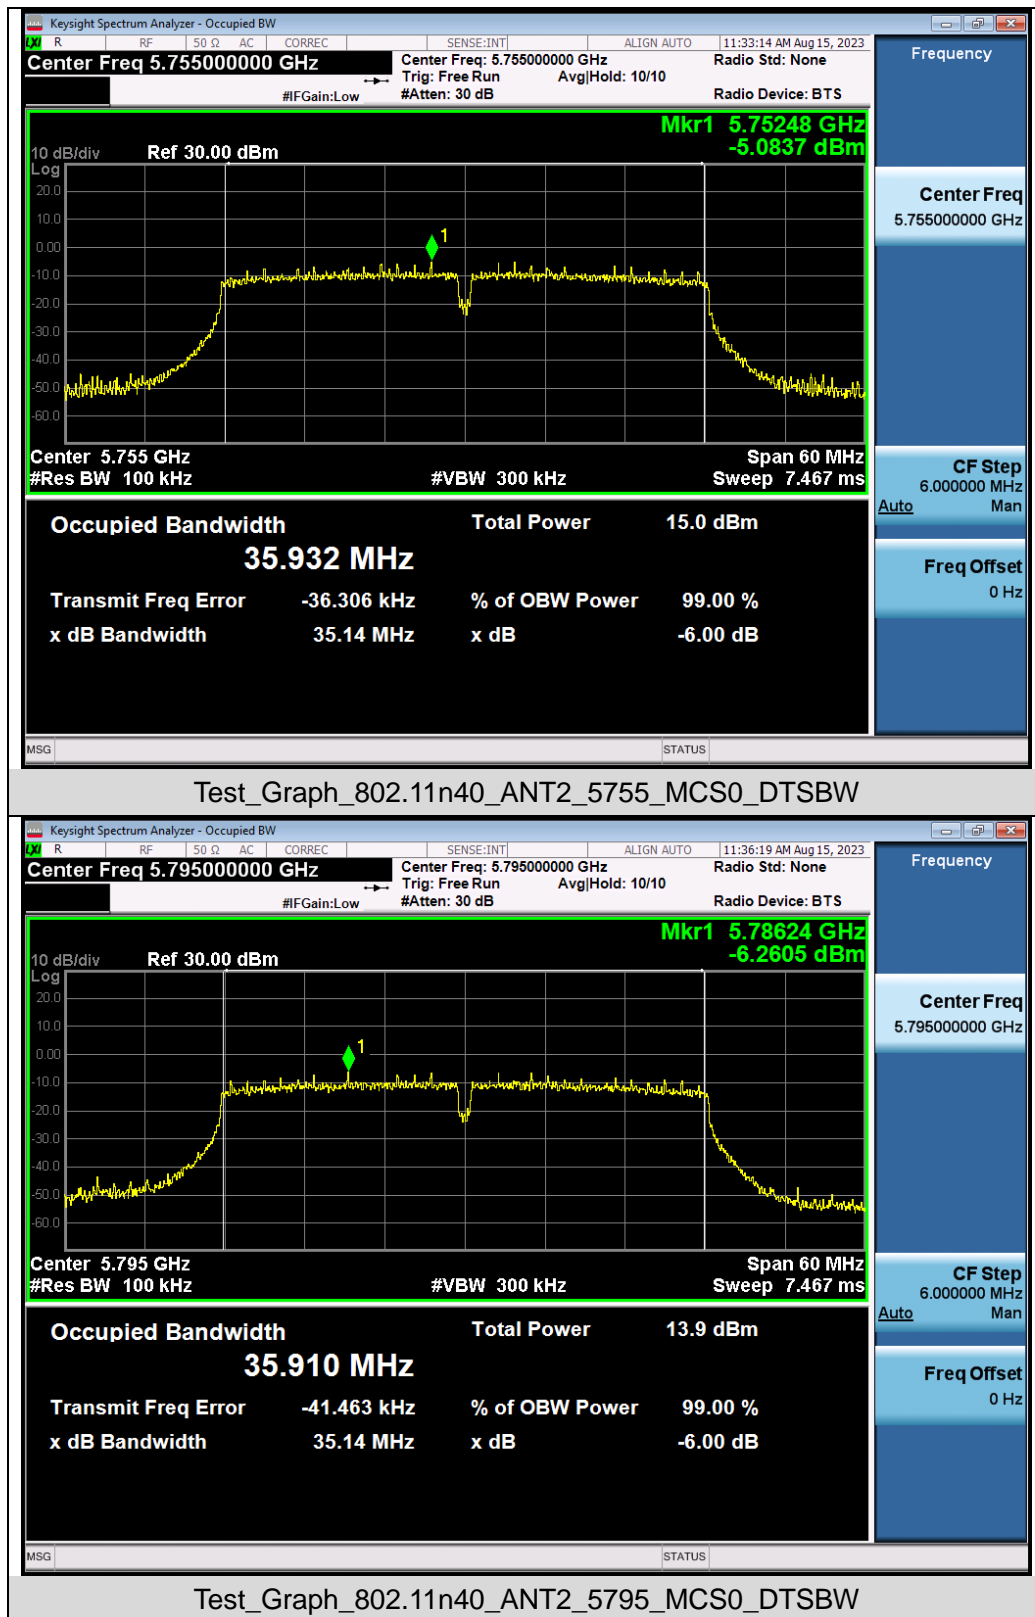 Keysight Spectrum Analyzer - Occupied BW
LXI R RF 50 Ω AC CORREC SENSE:INT ALIGN AUTO 11:33:14 AM Aug 15, 2023
Center Freq 5.755000000 GHz Center Freq: 5.755000000 GHz Radio Std: None
Trig: Free Run Avg|Hold: 10/10
#IFGain:Low #Atten: 30 dB Radio Device: BTS
Frequency
Mkr1 5.75248 GHz
-5.0837 dBm
10 dB/div Ref 30.00 dBm
Log
20.0
10.0
0.00
-10.0
-20.0
-30.0
-40.0
-50.0
-60.0
1
Center 5.755 GHz Span 60 MHz
#Res BW 100 kHz #VBW 300 kHz Sweep 7.467 ms
Center Freq
5.755000000 GHz
CF Step
6.000000 MHz
Auto Man
Freq Offset
0 Hz
Occupied Bandwidth Total Power 15.0 dBm
35.932 MHz
Transmit Freq Error -36.306 kHz % of OBW Power 99.00 %
x dB Bandwidth 35.14 MHz x dB -6.00 dB
MSG STATUS
Test_Graph_802.11n40_ANT2_5755_MCS0_DTSBW
Keysight Spectrum Analyzer - Occupied BW
LXI R RF 50 Ω AC CORREC SENSE:INT ALIGN AUTO 11:36:19 AM Aug 15, 2023
Center Freq 5.795000000 GHz Center Freq: 5.795000000 GHz Radio Std: None
Trig: Free Run Avg|Hold: 10/10
#IFGain:Low #Atten: 30 dB Radio Device: BTS
Frequency
Mkr1 5.78624 GHz
-6.2605 dBm
10 dB/div Ref 30.00 dBm
Log
20.0
10.0
0.00
-10.0
-20.0
-30.0
-40.0
-50.0
-60.0
1
Center 5.795 GHz Span 60 MHz
#Res BW 100 kHz #VBW 300 kHz Sweep 7.467 ms
Center Freq
5.795000000 GHz
CF Step
6.000000 MHz
Auto Man
Freq Offset
0 Hz
Occupied Bandwidth Total Power 13.9 dBm
35.910 MHz
Transmit Freq Error -41.463 kHz % of OBW Power 99.00 %
x dB Bandwidth 35.14 MHz x dB -6.00 dB
MSG STATUS
Test_Graph_802.11n40_ANT2_5795_MCS0_DTSBW